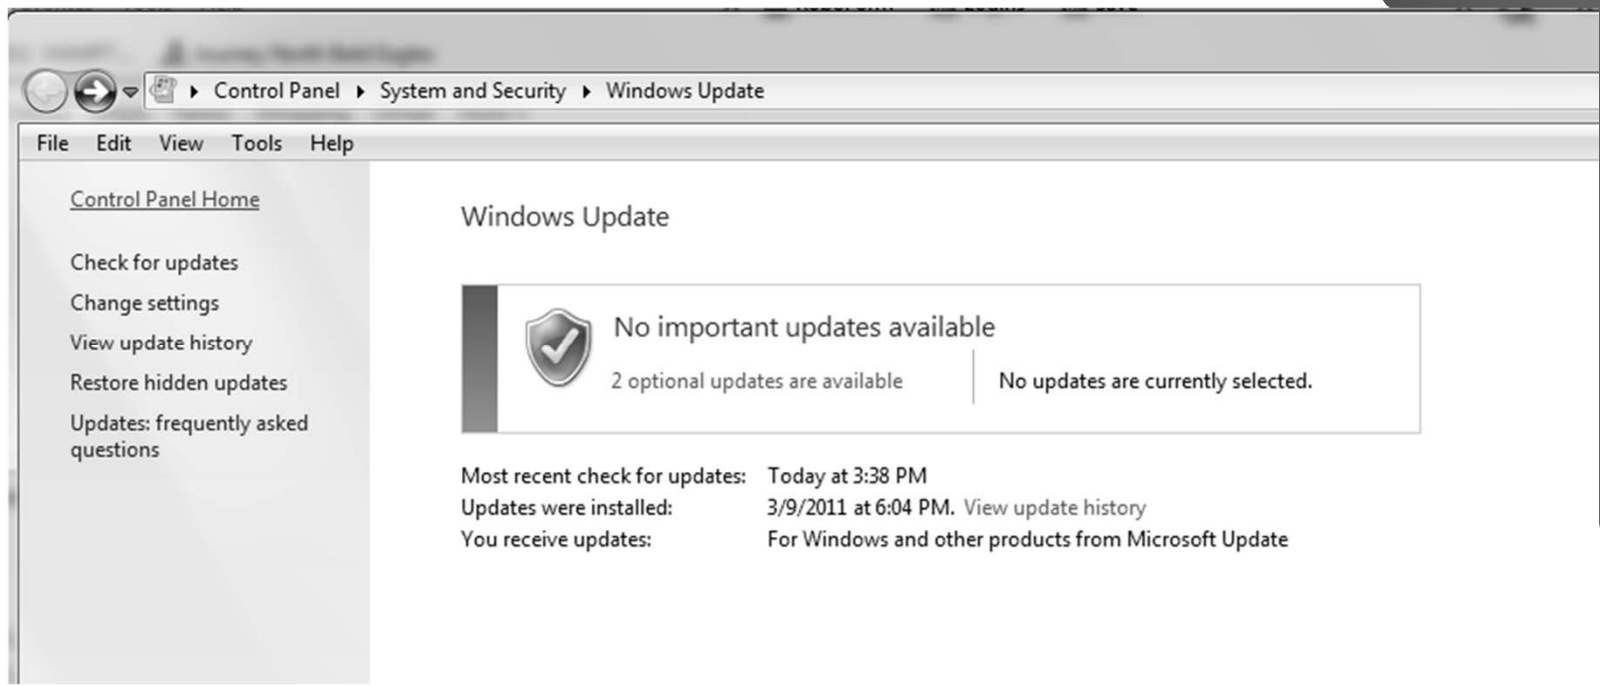 Control Panel System and Security Windows Update
File Edit View Tools Help
Control Panel Home
Check for updates
Change settings
View update history
Restore hidden updates
Updates: frequently asked
questions
Windows Update
No important updates available
2 optional updates are available
No updates are currently selected.
Most recent check for updates: Today at 3:38 PM
Updates were installed: 3/9/2011 at 6:04 PM. View update history
You receive updates: For Windows and other products from Microsoft Update